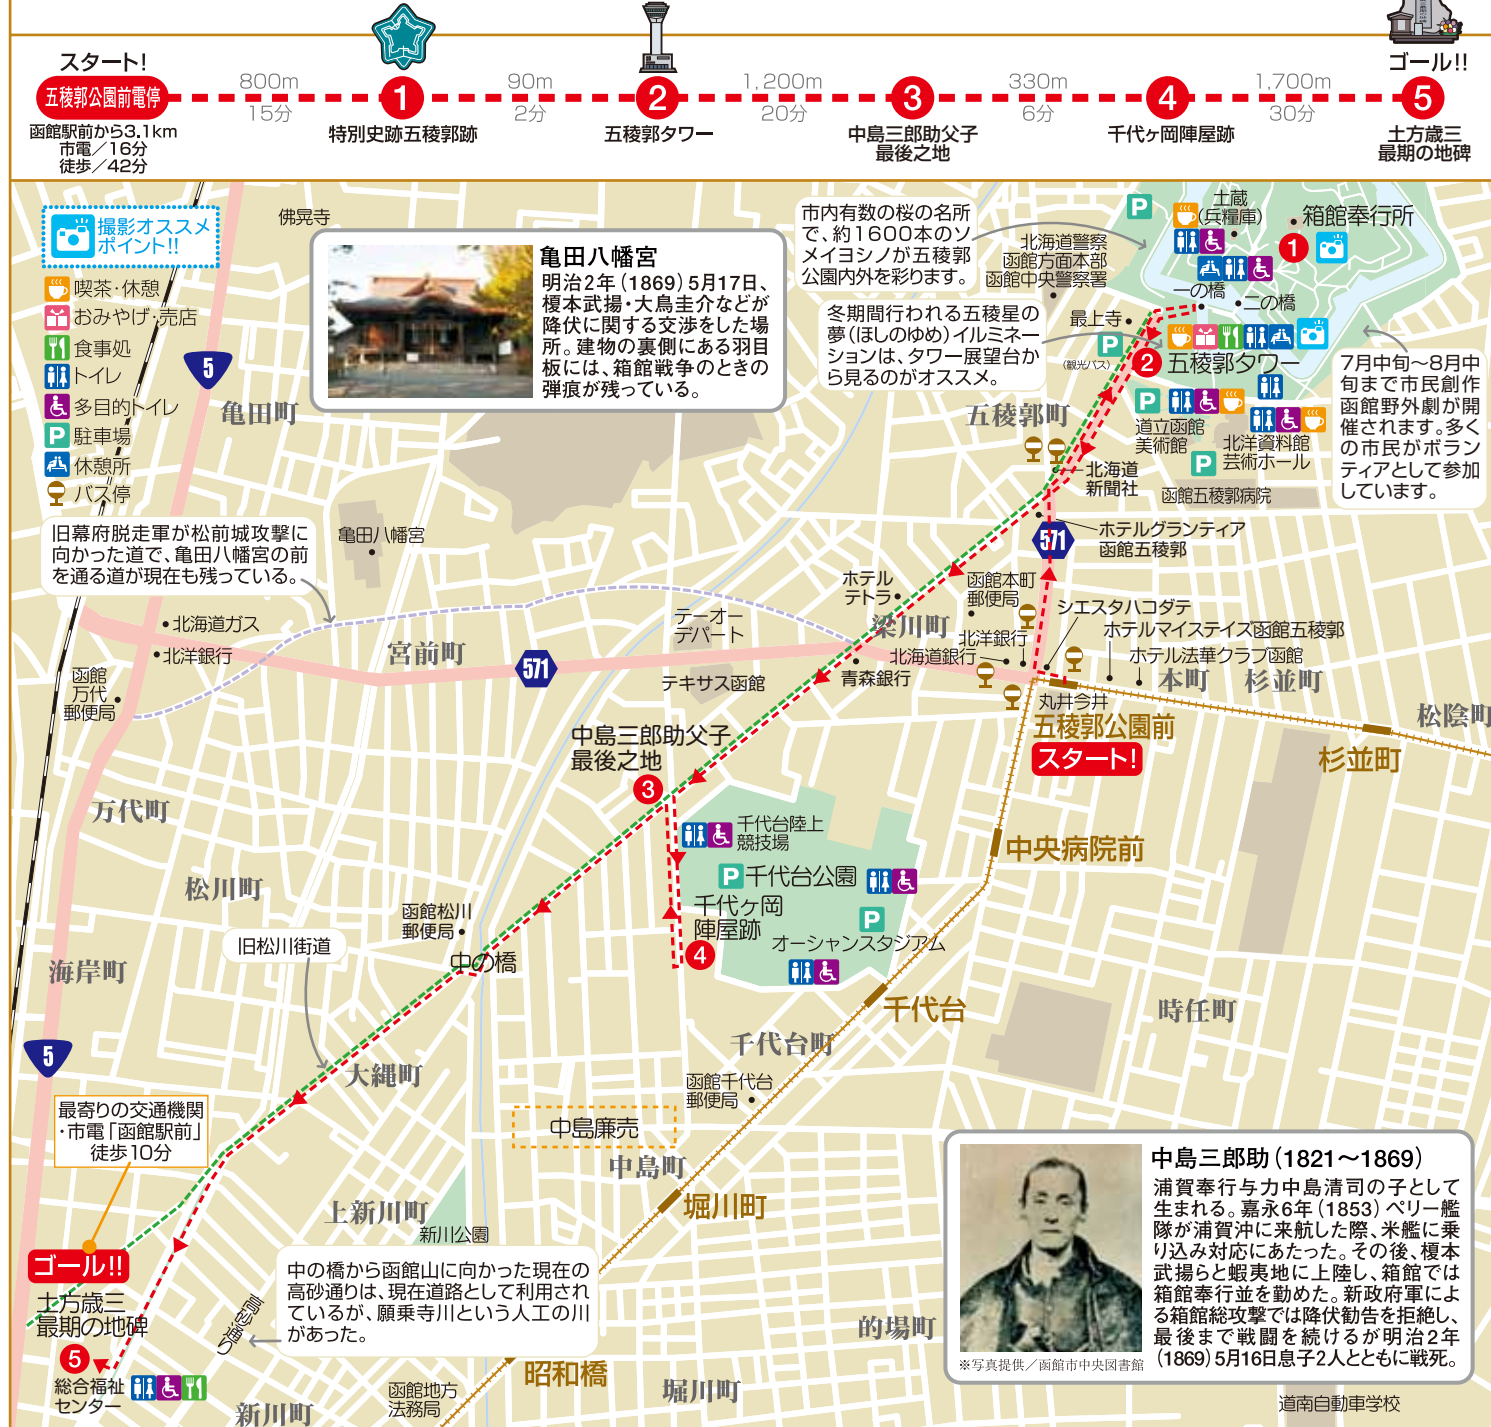 スタート!
五稜郭公園前電停
函館駅前から3.1km
市電／16分
徒歩／42分
800m
15分
1
特別史跡五稜郭跡
90m
2分
2
五稜郭タワー
1,200m
20分
3
中島三郎助父子
最後之地
330m
6分
4
千代ヶ岡陣屋跡
1,700m
30分
ゴール!!
5
土方歳三
最期の地碑
撮影オススメ
ポイント!!
喫茶・休憩
おみやげ・売店
食事処
トイレ
多目的トイレ
P
駐車場
休憩所
バス停
佛晃寺
5
亀田町
亀田八幡宮
明治2年(1869)5月17日、
榎本武揚・大鳥圭介などが
降伏に関する交渉をした場
所。建物の裏側にある羽目
板には、箱館戦争のときの
弾痕が残っている。
市内有数の桜の名所
で、約1600本のソ
メイヨシノが五稜郭
公園内外を彩ります。
北海道警察
函館方面本部
函館中央警察署
P
土蔵
(兵糧庫)
箱館奉行所
1
一の橋
二の橋
冬期間行われる五稜星の
夢(ほしのゆめ)イルミネー
ションは、タワー展望台か
ら見るのがオススメ。
最上寺
P
(観光バス)
2
五稜郭タワー
7月中旬〜8月中
旬まで市民創作
函館野外劇が開
催されます。多く
の市民がボラン
ティアとして参加
しています。
五稜郭町
P
道立函館
美術館
北洋資料館
芸術ホール
P
北海道
新聞社
函館五稜郭病院
旧幕府脱走軍が松前城攻撃に
向かった道で、亀田八幡宮の前
を通る道が現在も残っている。
亀田八幡宮
571
ホテルグランティア
函館五稜郭
ホテル
テトラ
函館本町
郵便局
シエスタハコダテ
北海道ガス
北洋銀行
宮前町
571
テーオー
デパート
梁川町
北洋銀行
北海道銀行
青森銀行
ホテルマイステイズ函館五稜郭
ホテル法華クラブ函館
本町
杉並町
函館
万代
郵便局
テキサス函館
丸井今井
五稜郭公園前
スタート!
松陰町
杉並町
中島三郎助父子
最後之地
3
万代町
千代台陸上
競技場
中央病院前
P
千代台公園
松川町
函館松川
郵便局
千代ヶ岡
陣屋跡
4
P
オーシャンスタジアム
旧松川街道
中の橋
海岸町
千代台
時任町
5
大縄町
千代台町
函館千代台
郵便局
最寄りの交通機関
・市電「函館駅前」
徒歩10分
中島廉売
中島町
堀川町
上新川町
新川公園
ゴール!!
土方歳三
最期の地碑
5
総合福祉
センター
高砂通り
中の橋から函館山に向かった現在の
高砂通りは、現在道路として利用され
ているが、願乗寺川という人工の川
があった。
新川町
函館地方
法務局
昭和橋
堀川町
的場町
中島三郎助(1821〜1869)
浦賀奉行与力中島清司の子として
生まれる。嘉永6年(1853)ペリー艦
隊が浦賀沖に来航した際、米艦に乗
り込み対応にあたった。その後、榎本
武揚らと蝦夷地に上陸し、箱館では
箱館奉行並を勤めた。新政府軍によ
る箱館総攻撃では降伏勧告を拒絶し、
最後まで戦闘を続けるが明治2年
(1869)5月16日息子2人とともに戦死。
※写真提供／函館市中央図書館
道南自動車学校